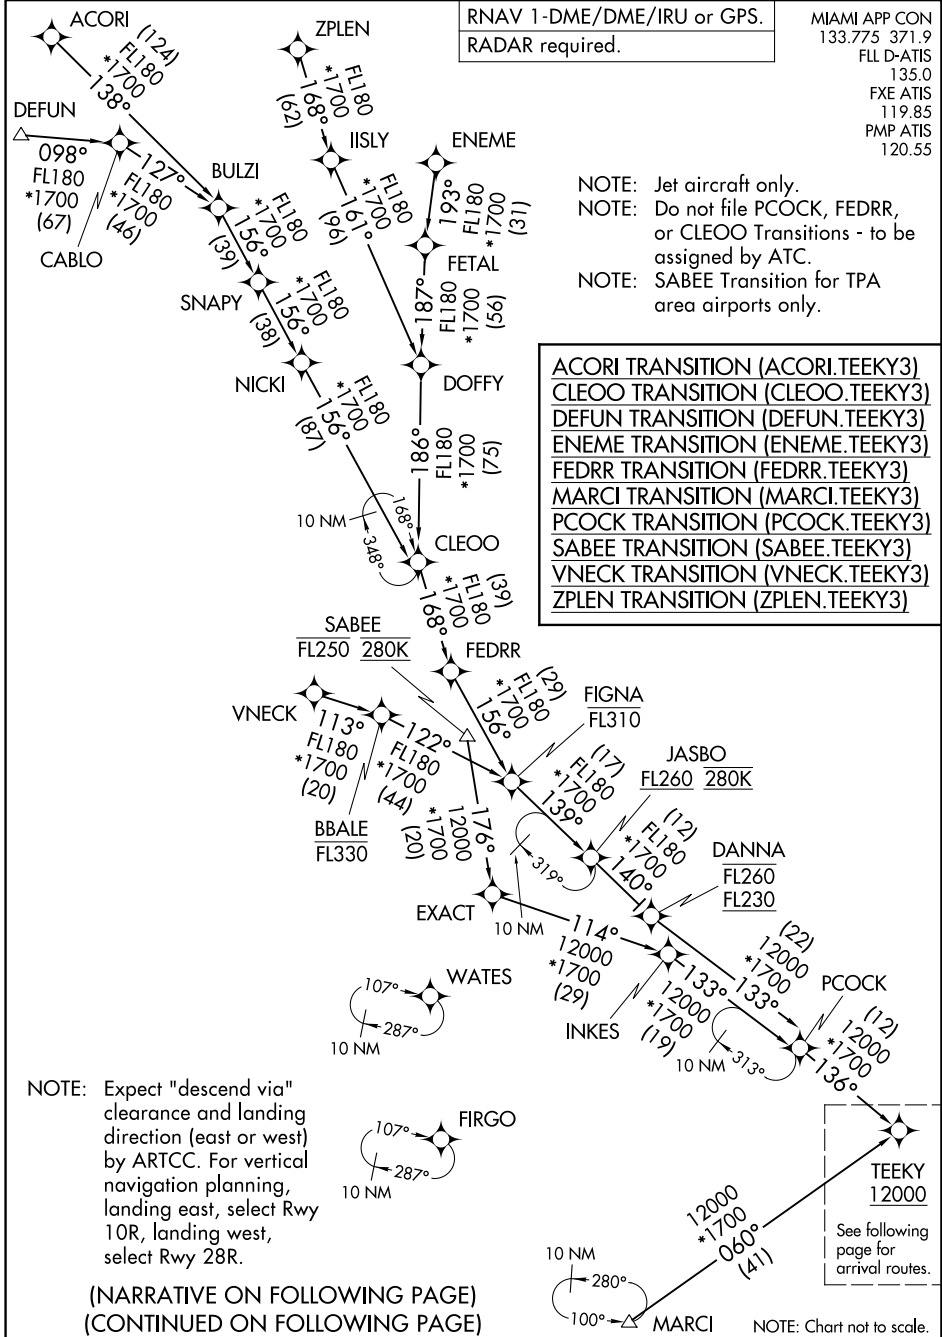 RNAV 1-DME/DME/IRU or GPS.
RADAR required.
MIAMI APP CON
133.775 371.9
FLL D-ATIS
135.0
FXE ATIS
119.85
PMP ATIS
120.55
ACORI
(124)
FL180
*1700
138°
DEFUN
098°
FL180
*1700
(67)
CABLO
127°
FL180
*1700
(46)
BULZI
FL180
*1700
156°
(39)
SNAPY
FL180
*1700
156°
(38)
NICKI
FL180
*1700
156°
(87)
ZPLEN
FL180
*1700
168°
(62)
IISLY
FL180
*1700
161°
(96)
ENEME
193°
FL180
*1700
(31)
FETAL
187°
FL180
*1700
(56)
DOFFY
186°
FL180
*1700
(75)
NOTE: Jet aircraft only.
NOTE: Do not file PCOCK, FEDRR,
or CLEOO Transitions - to be
assigned by ATC.
NOTE: SABEE Transition for TPA
area airports only.
ACORI TRANSITION (ACORI.TEEKY3)
CLEOO TRANSITION (CLEOO.TEEKY3)
DEFUN TRANSITION (DEFUN.TEEKY3)
ENEME TRANSITION (ENEME.TEEKY3)
FEDRR TRANSITION (FEDRR.TEEKY3)
MARCI TRANSITION (MARCI.TEEKY3)
PCOCK TRANSITION (PCOCK.TEEKY3)
SABEE TRANSITION (SABEE.TEEKY3)
VNECK TRANSITION (VNECK.TEEKY3)
ZPLEN TRANSITION (ZPLEN.TEEKY3)
10 NM
168°
348°
CLEOO
(39)
FL180
*1700
168°
SABEE
FL250 280K
FEDRR
(29)
FL180
*1700
156°
VNECK
113°
FL180
*1700
(20)
BBALE
FL330
122°
FL180
*1700
(44)
176°
12000
*1700
(20)
FIGNA
FL310
(17)
FL180
*1700
139°
JASBO
FL260 280K
319°
10 NM
(12)
FL180
*1700
140°
DANNA
FL260
FL230
EXACT
114°
12000
*1700
(29)
INKES
133°
12000
*1700
(19)
(22)
12000
*1700
133°
PCOCK
313°
10 NM
(12)
12000
*1700
136°
WATES
107°
287°
10 NM
FIRGO
107°
287°
10 NM
NOTE: Expect "descend via"
clearance and landing
direction (east or west)
by ARTCC. For vertical
navigation planning,
landing east, select Rwy
10R, landing west,
select Rwy 28R.
TEEKY
12000
See following
page for
arrival routes.
12000
*1700
060°
(41)
10 NM
280°
100°
MARCI
(NARRATIVE ON FOLLOWING PAGE)
(CONTINUED ON FOLLOWING PAGE)
NOTE: Chart not to scale.